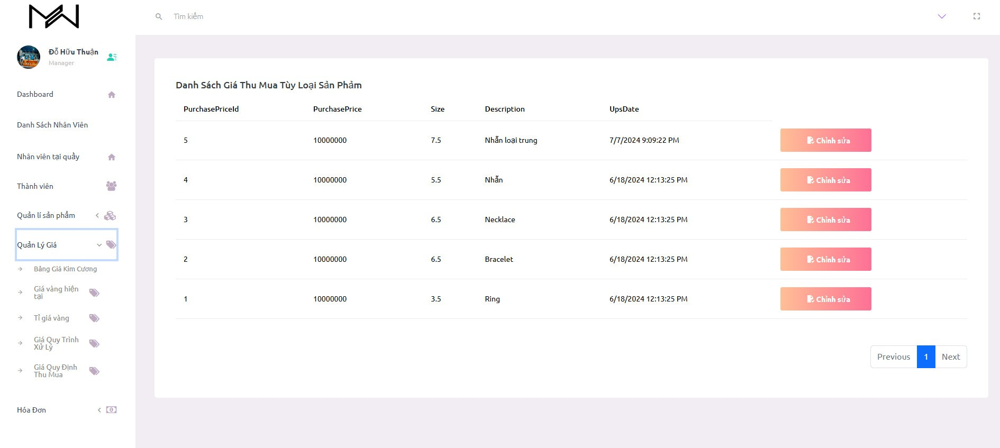 Tìm kiếm
Đỗ Hữu Thuận
Manager
Dashboard
Danh Sách Nhân Viên
Nhân viên tại quầy
Thành viên
Quản lí sản phẩm
Quản Lý Giá
Bảng Giá Kim Cương
Giá vàng hiện
tại
Tỉ giá vàng
Giá Quy Trình
Xử Lý
Giá Quy Định
Thu Mua
Hóa Đơn
Danh Sách Giá Thu Mua Tùy Loại Sản Phẩm
PurchasePriceId PurchasePrice Size Description UpsDate
5 10000000 7.5 Nhẫn loại trung 7/7/2024 9:09:22 PM Chỉnh sửa
4 10000000 5.5 Nhẫn 6/18/2024 12:13:25 PM Chỉnh sửa
3 10000000 6.5 Necklace 6/18/2024 12:13:25 PM Chỉnh sửa
2 10000000 6.5 Bracelet 6/18/2024 12:13:25 PM Chỉnh sửa
1 10000000 3.5 Ring 6/18/2024 12:13:25 PM Chỉnh sửa
Previous 1 Next